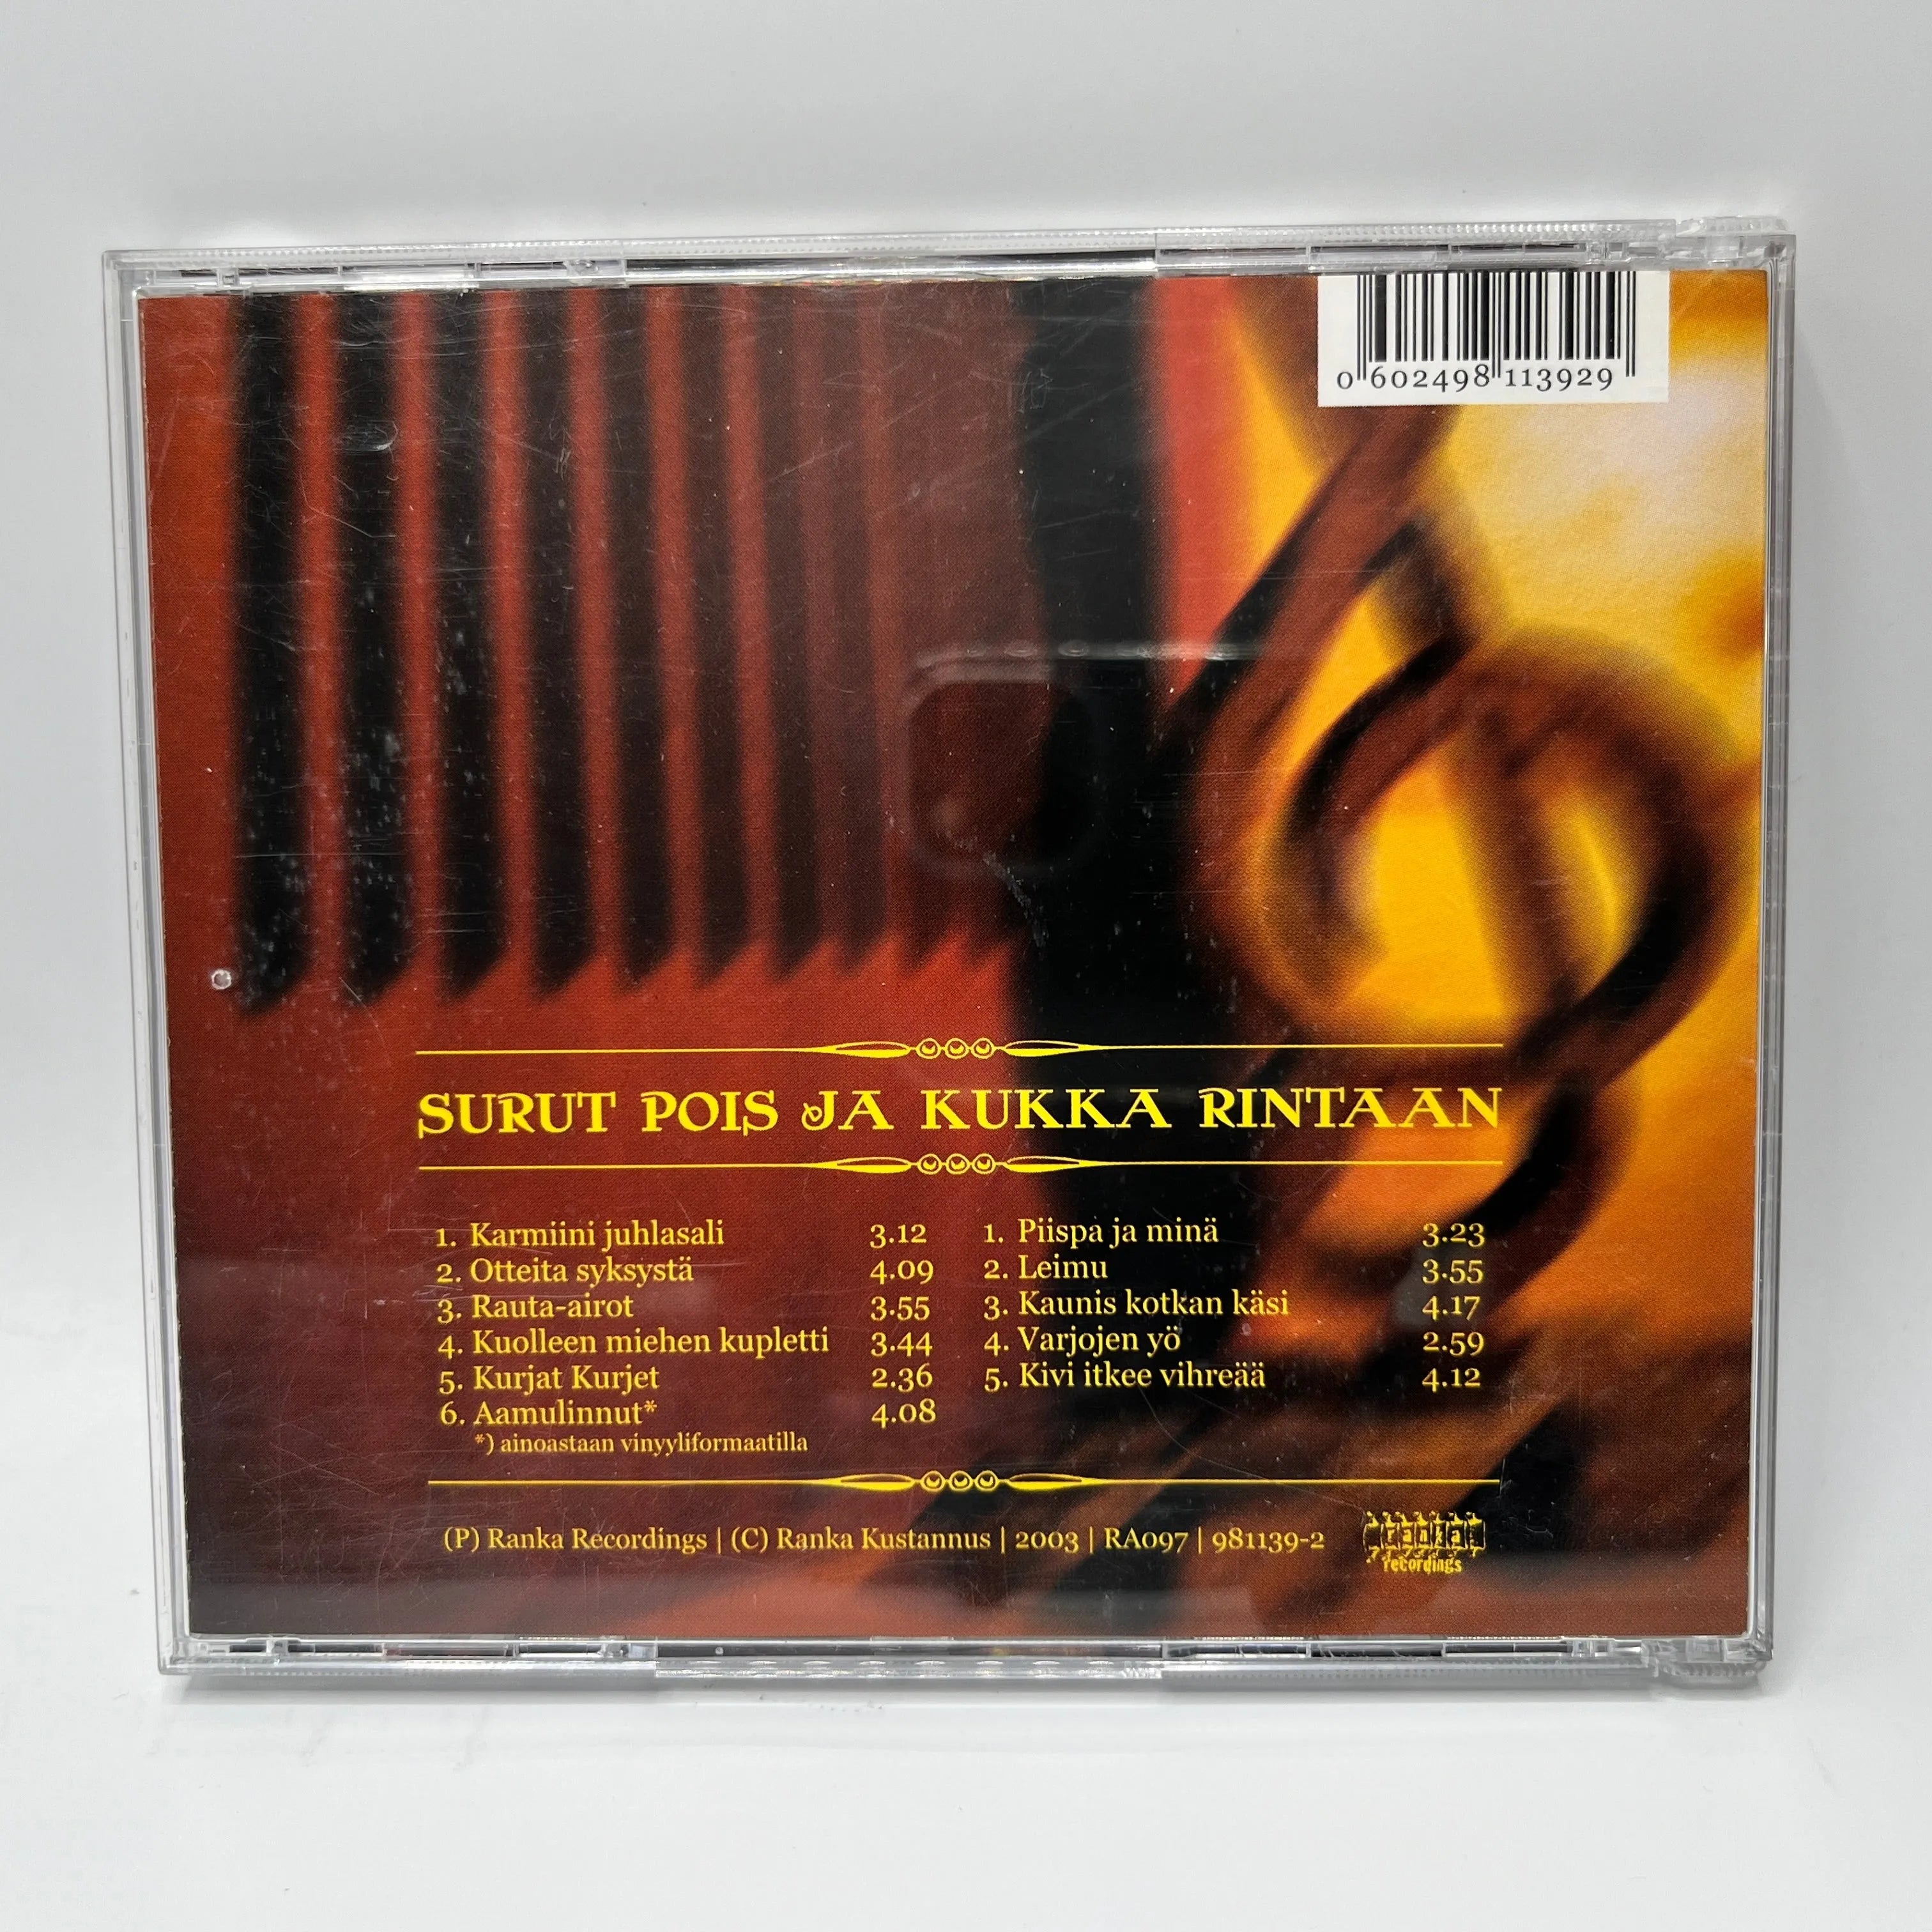 0 602498 113929
SURUT POIS JA KUKKA RINTAAN
1. Karmiini juhlasali 3.12
2. Otteita syksystä 4.09
3. Rauta-airot 3.55
4. Kuolleen miehen kupletti 3.44
5. Kurjat Kurjet 2.36
6. Aamulinnut* 4.08
*) ainoastaan vinyyliformaatilla
1. Piispa ja minä 3.23
2. Leimu 3.55
3. Kaunis kotkan käsi 4.17
4. Varjojen yö 2.59
5. Kivi itkee vihreää 4.12
(P) Ranka Recordings | (C) Ranka Kustannus | 2003 | RA097 | 981139-2
ranka
recordings